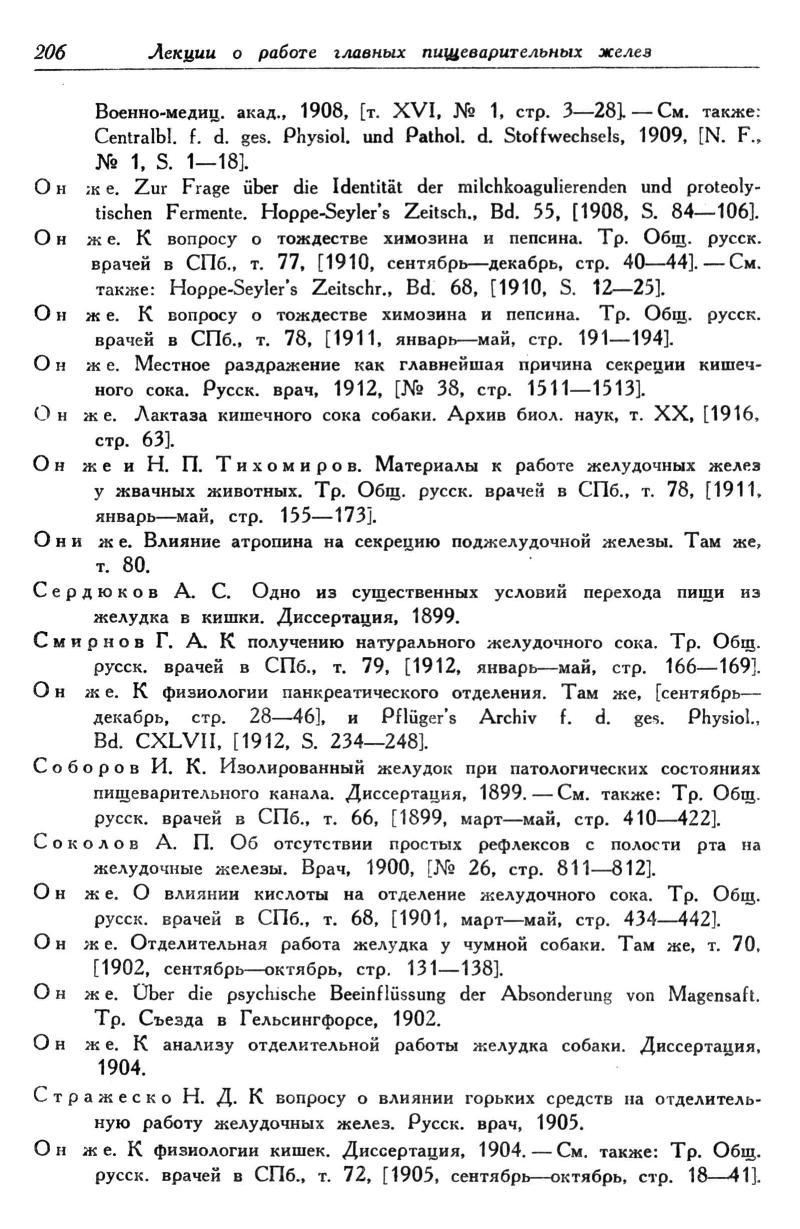 206 Лекции о работе главных пищеварительных желез
Военно-медиц. акад., 1908, [т. XVI, № 1, стр. 3—28]. — См. также:
Centralbl. f. d. ges. Physiol. und Pathol. d. Stoffwechsels, 1909, [N. F.,
№ 1, S. 1—18].
Он же. Zur Frage über die Identität der milchkoagulierenden und proteoly-
tischen Fermente. Hoppe-Seyler's Zeitsch., Bd. 55, [1908, S. 84—106].
Он же. К вопросу о тождестве химозина и пепсина. Тр. Общ. русск.
врачей в СПб., т. 77, [1910, сентябрь—декабрь, стр. 40—44]. — См.
также: Hoppe-Seyler's Zeitschr., Bd. 68, [1910, S. 12—25].
Он же. К вопросу о тождестве химозина и пепсина. Тр. Общ. русск.
врачей в СПб., т. 78, [1911, январь—май, стр. 191—194].
Он же. Местное раздражение как главнейшая причина секреции кишеч-
ного сока. Русск. врач, 1912, [№ 38, стр. 1511—1513].
Он же. Лактаза кишечного сока собаки. Архив биол. наук, т. XX, [1916,
стр. 63].
Он же и Н. П. Тихомиров. Материалы к работе желудочных желез
у жвачных животных. Тр. Общ. русск. врачей в СПб., т. 78, [1911,
январь—май, стр. 155—173].
Они же. Влияние атропина на секрецию поджелудочной железы. Там же,
т. 80.
Сердюков А. С. Одно из существенных условий перехода пищи из
желудка в кишки. Диссертация, 1899.
Смирнов Г. А. К получению натурального желудочного сока. Тр. Общ.
русск. врачей в СПб., т. 79, [1912, январь—май, стр. 166—169].
Он же. К физиологии панкреатического отделения. Там же, [сентябрь—
декабрь, стр. 28—46], и Pflüger's Archiv f. d. ges. Physiol.,
Bd. CXLVII, [1912, S. 234—248].
Соборов И. К. Изолированный желудок при патологических состояниях
пищеварительного канала. Диссертация, 1899. — См. также: Тр. Общ.
русск. врачей в СПб., т. 66, [1899, март—май, стр. 410—422].
Соколов А. П. Об отсутствии простых рефлексов с полости рта на
желудочные железы. Врач, 1900, [№ 26, стр. 811—812].
Он же. О влиянии кислоты на отделение желудочного сока. Тр. Общ.
русск. врачей в СПб., т. 68, [1901, март—май, стр. 434—442].
Он же. Отделительная работа желудка у чумной собаки. Там же, т. 70,
[1902, сентябрь—октябрь, стр. 131—138].
Он же. Über die psychische Beeinflüssung der Absonderung von Magensaft.
Тр. Съезда в Гельсингфорсе, 1902.
Он же. К анализу отделительной работы желудка собаки. Диссертация,
1904.
Стражеско Н. Д. К вопросу о влиянии горьких средств на отделитель-
ную работу желудочных желез. Русск. врач, 1905.
Он же. К физиологии кишек. Диссертация, 1904. — См. также: Тр. Общ.
русск. врачей в СПб., т. 72, [1905, сентябрь—октябрь, стр. 18—41].